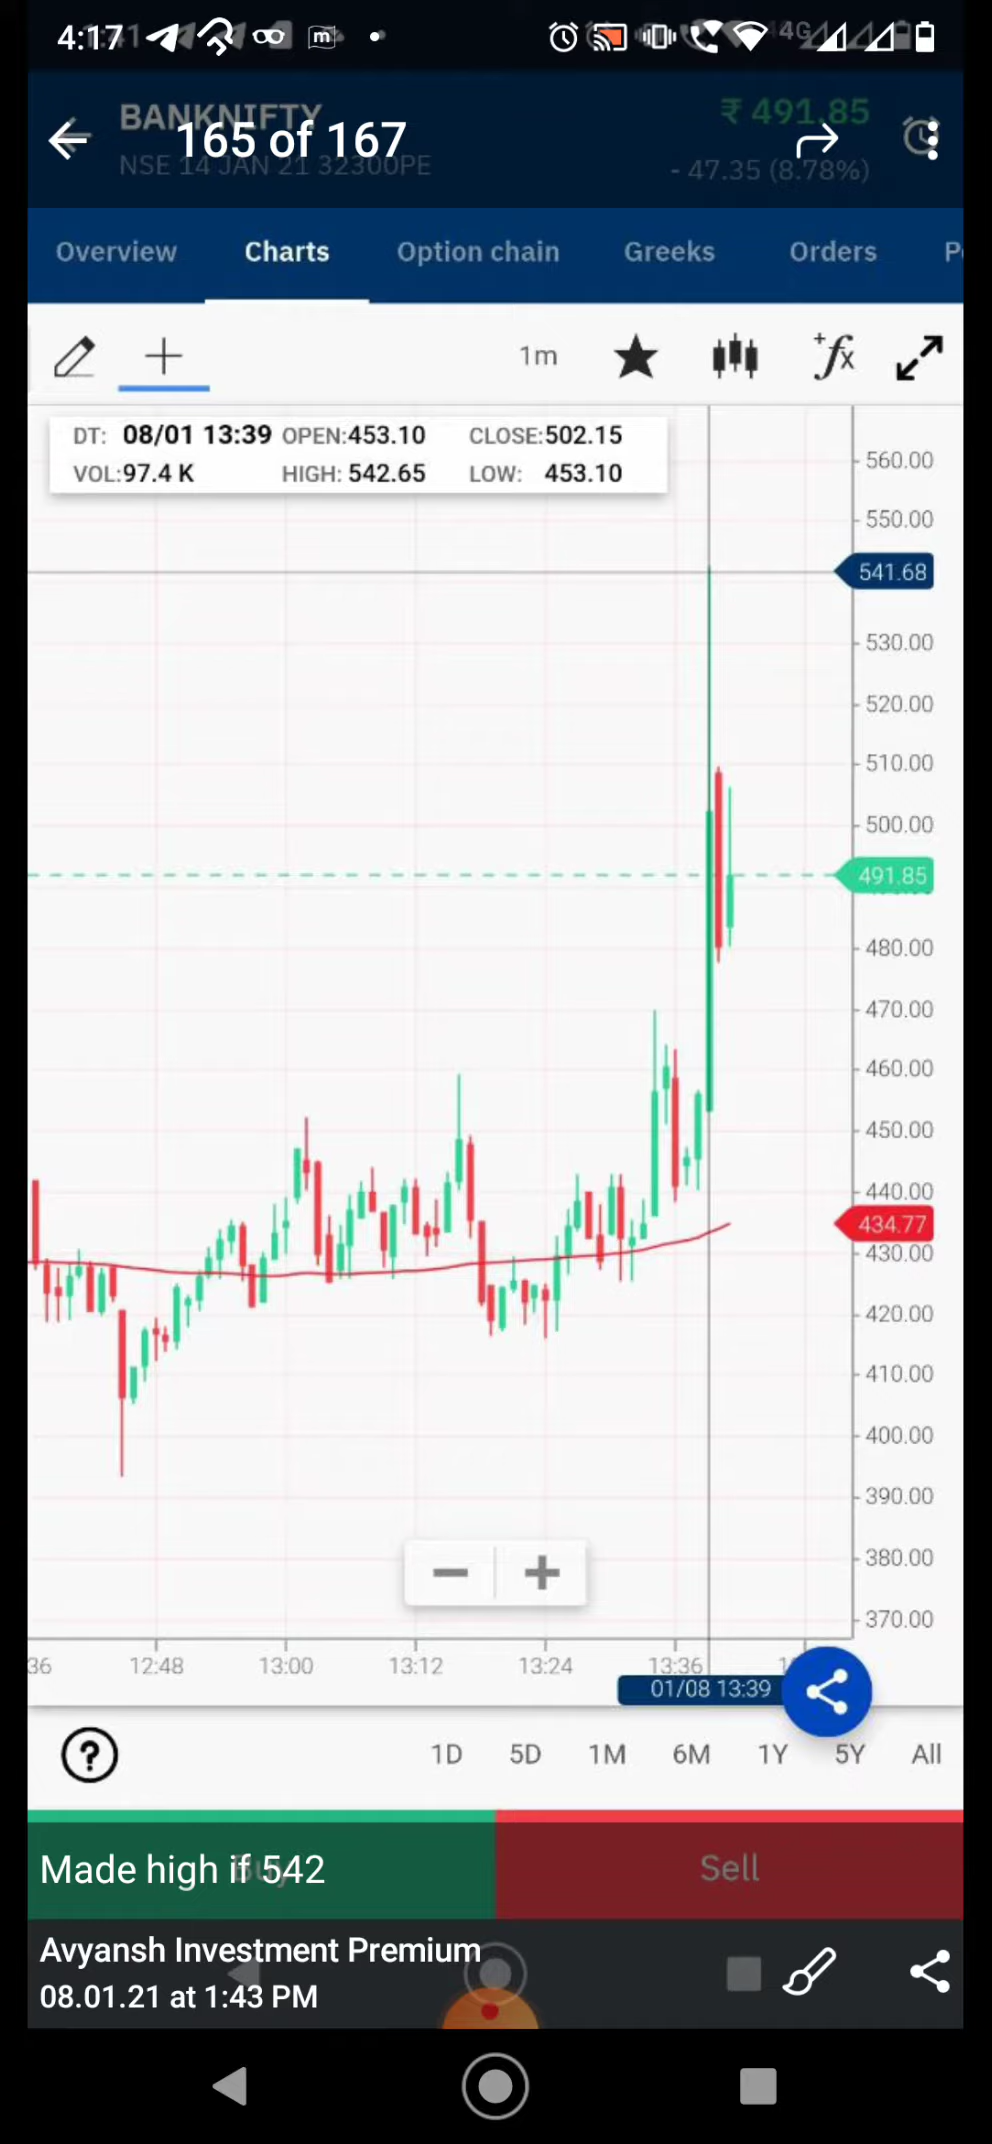 4:17
4G
BANKNIFTY
₹ 491.85
165 of 167
NSE 14 JAN 21 32300PE
- 47.35 (8.78%)
Overview Charts Option chain Greeks Orders
1m
DT: 08/01 13:39 OPEN:453.10 CLOSE:502.15
VOL:97.4 K HIGH: 542.65 LOW: 453.10
560.00
550.00
541.68
530.00
520.00
510.00
500.00
491.85
480.00
470.00
460.00
450.00
440.00
434.77
430.00
420.00
410.00
400.00
390.00
380.00
370.00
36 12:48 13:00 13:12 13:24 13:36
01/08 13:39
1D 5D 1M 6M 1Y 5Y All
Made high if 542
Buy
Sell
Avyansh Investment Premium
08.01.21 at 1:43 PM